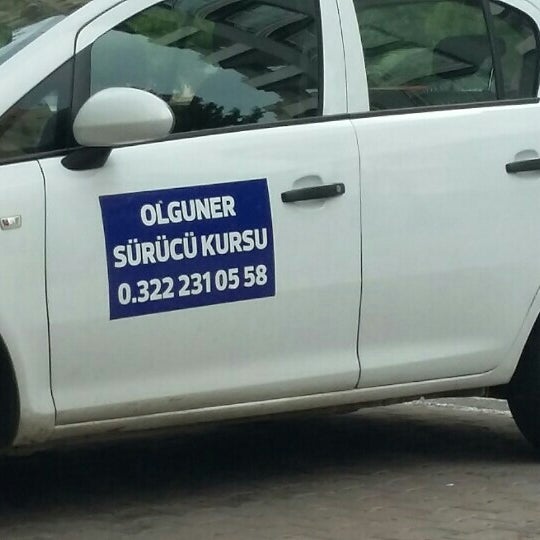 OLGUNER
SÜRÜCÜ KURSU
0.322 231 05 58